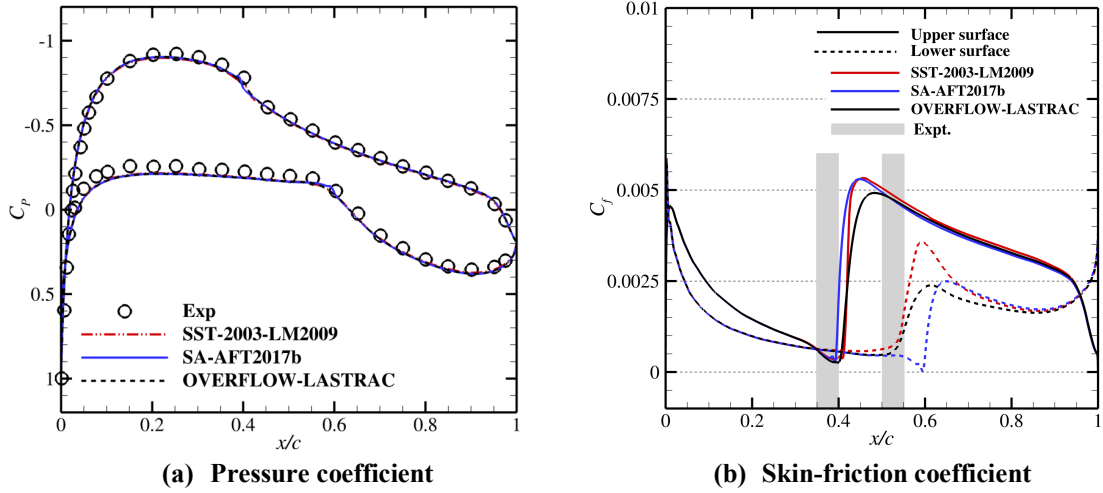 -1
-0.5
0
0.5
1
C_P
Exp
SST-2003-LM2009
SA-AFT2017b
OVERFLOW-LASTRAC
0 0.2 0.4 0.6 0.8 1
x/c
(a) Pressure coefficient
0.01
0.0075
0.005
0.0025
0
C_f
Upper surface
Lower surface
SST-2003-LM2009
SA-AFT2017b
OVERFLOW-LASTRAC
Expt.
0 0.2 0.4 0.6 0.8 1
x/c
(b) Skin-friction coefficient